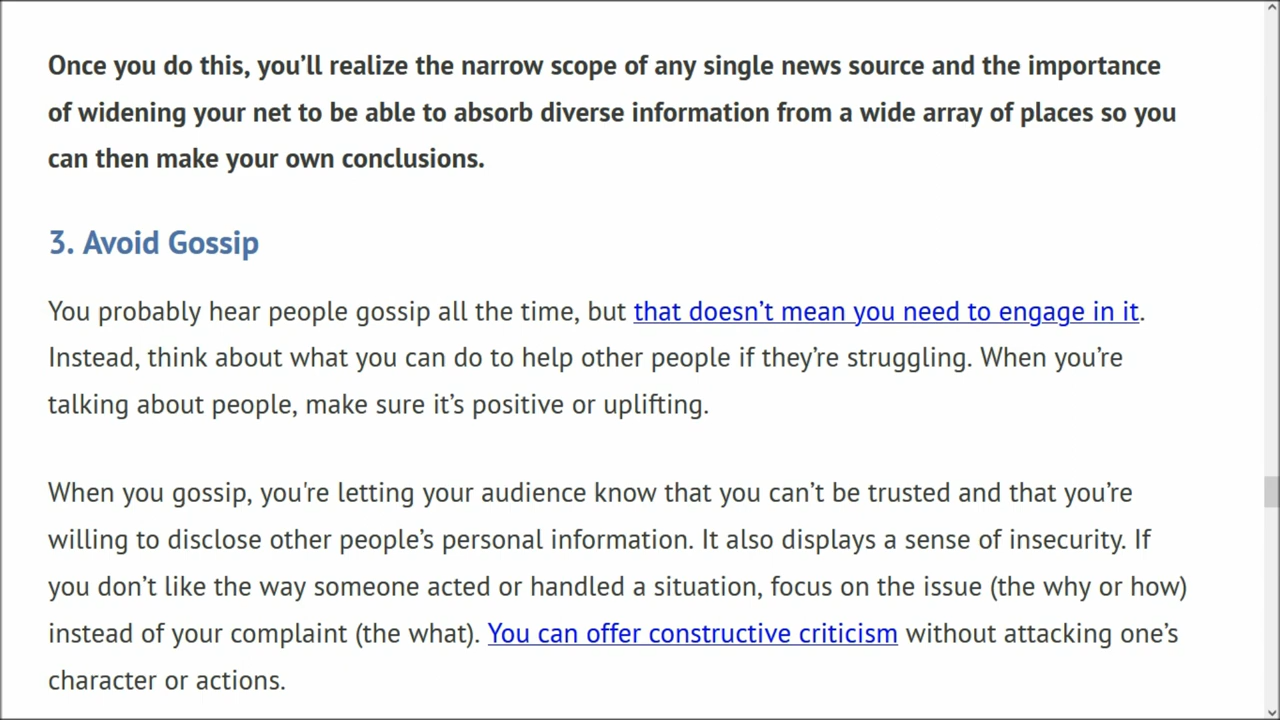 Once you do this, you’ll realize the narrow scope of any single news source and the importance
of widening your net to be able to absorb diverse information from a wide array of places so you
can then make your own conclusions.
3. Avoid Gossip
You probably hear people gossip all the time, but that doesn’t mean you need to engage in it.
Instead, think about what you can do to help other people if they’re struggling. When you’re
talking about people, make sure it’s positive or uplifting.
When you gossip, you're letting your audience know that you can’t be trusted and that you’re
willing to disclose other people’s personal information. It also displays a sense of insecurity. If
you don’t like the way someone acted or handled a situation, focus on the issue (the why or how)
instead of your complaint (the what). You can offer constructive criticism without attacking one’s
character or actions.